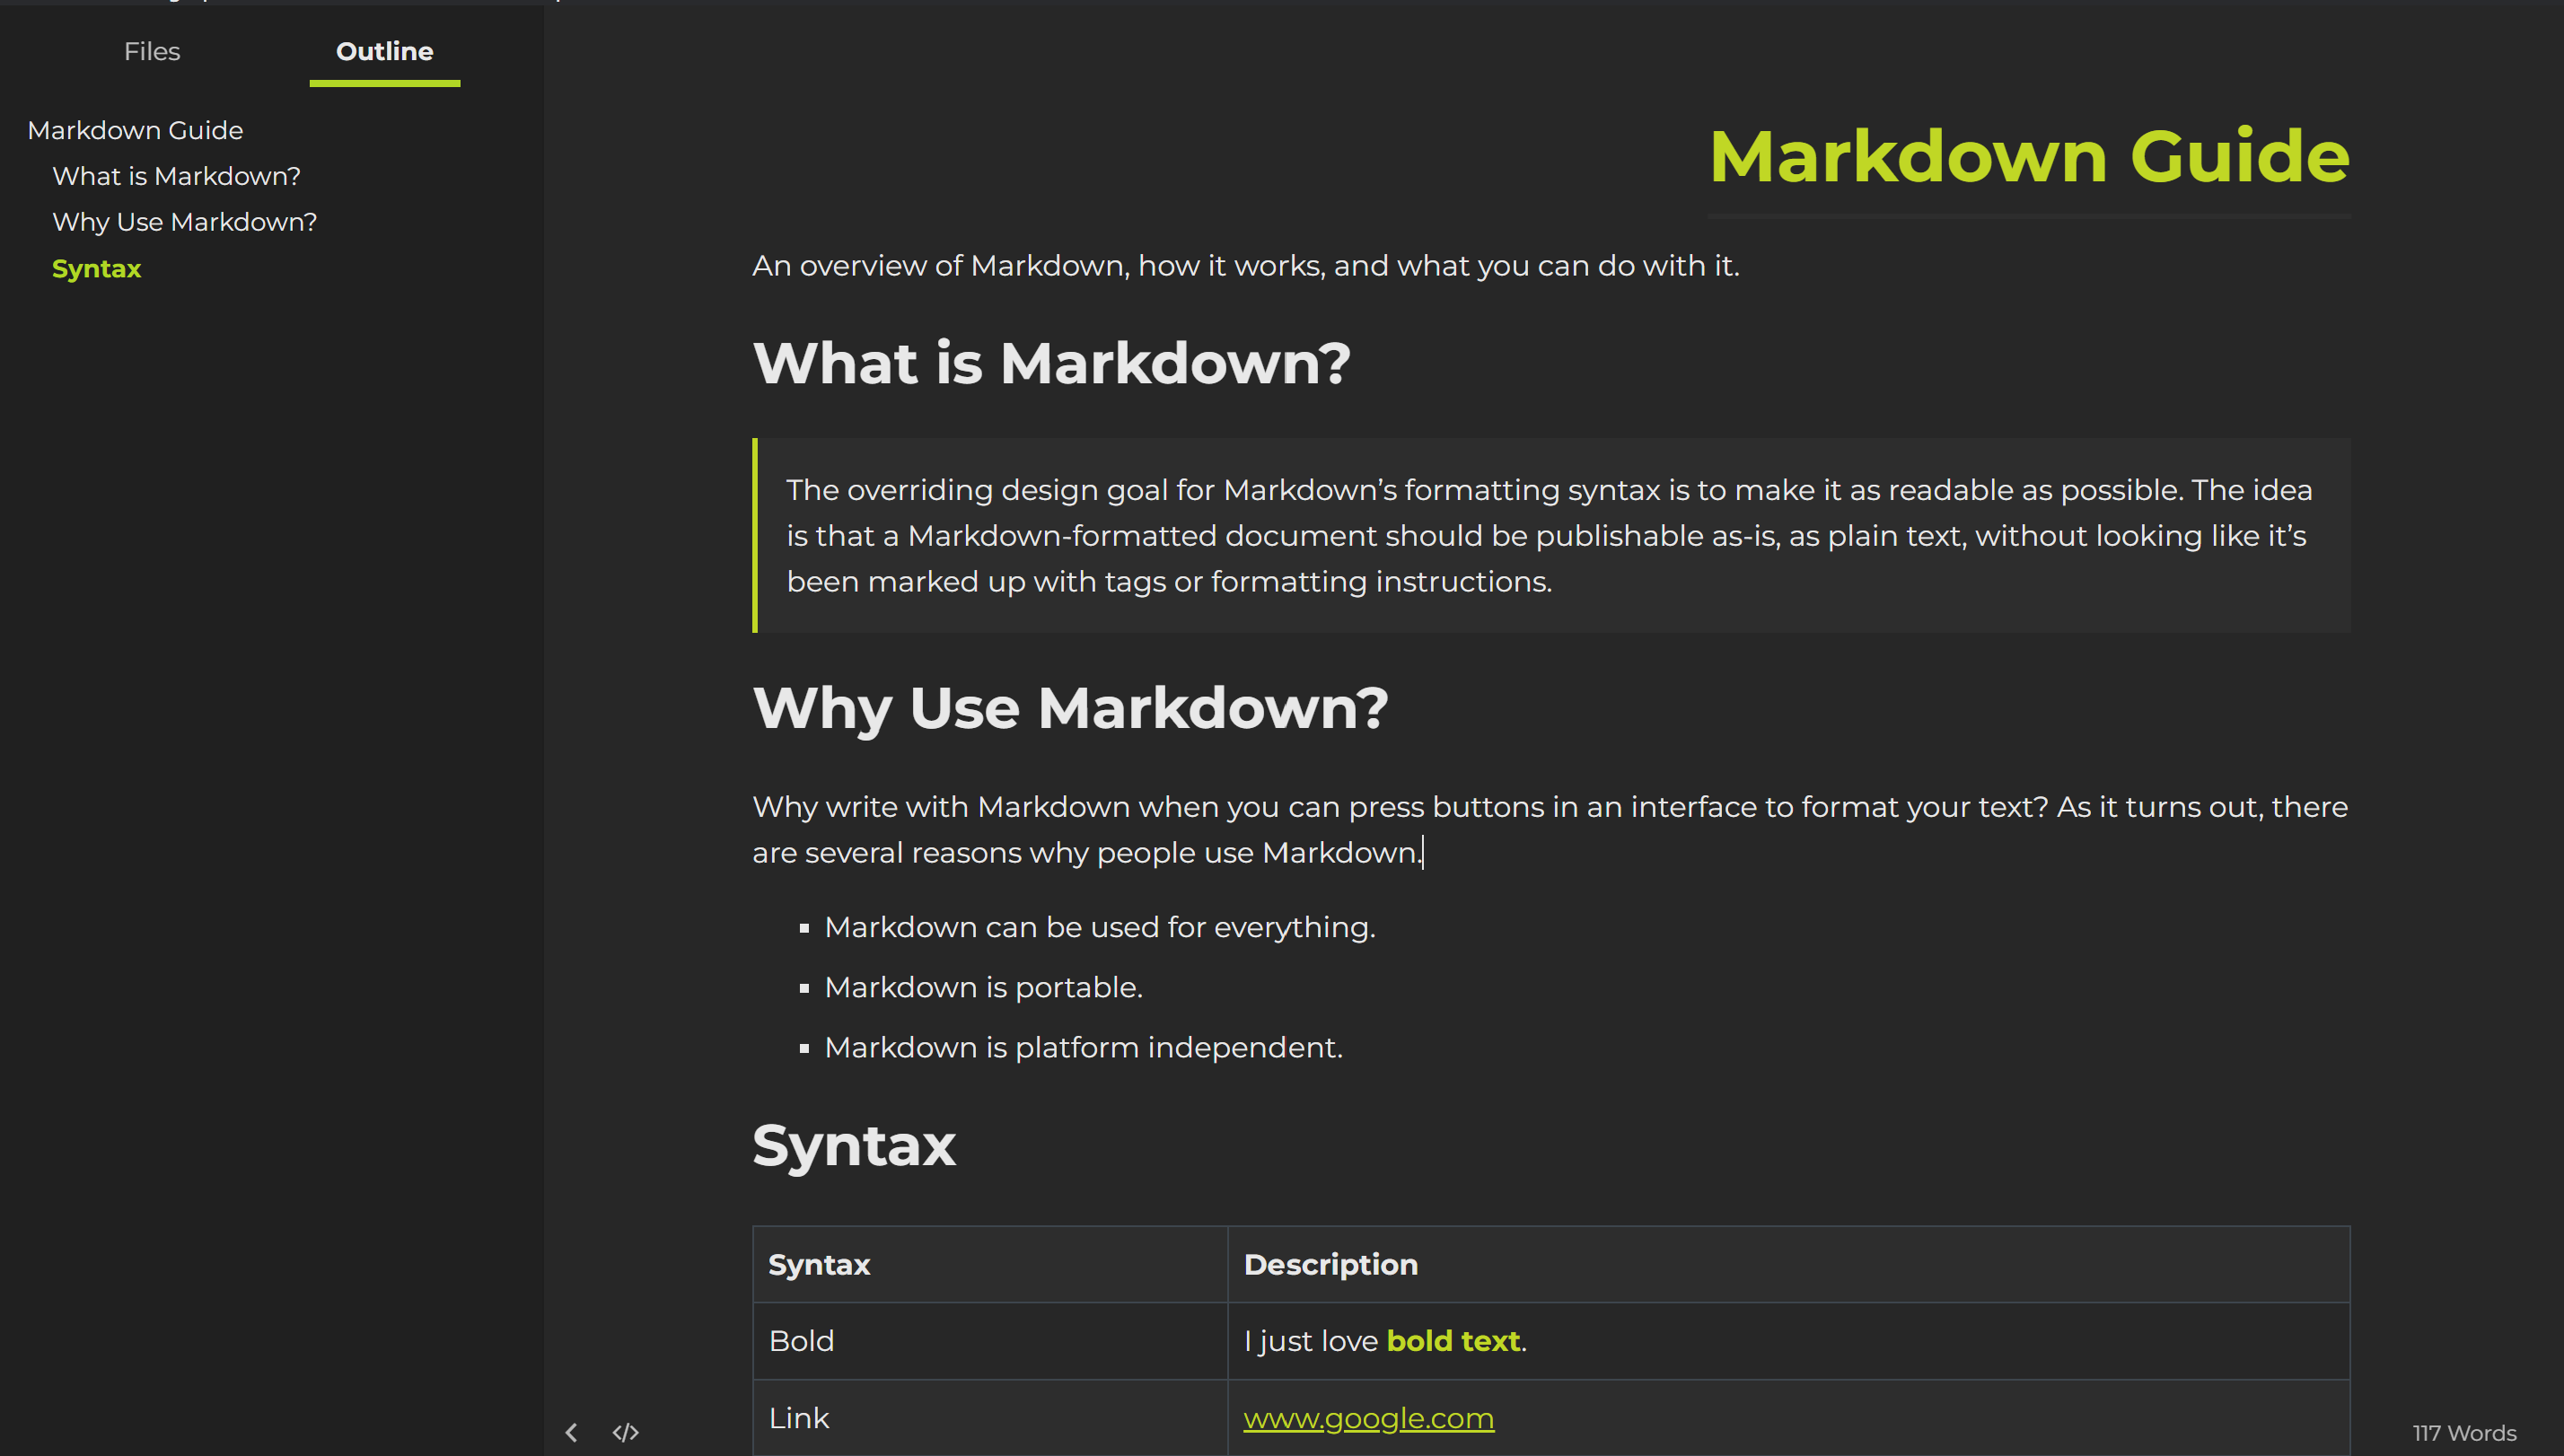 Files
Outline
Markdown Guide
What is Markdown?
Why Use Markdown?
Syntax
Markdown Guide
An overview of Markdown, how it works, and what you can do with it.
What is Markdown?
The overriding design goal for Markdown’s formatting syntax is to make it as readable as possible. The idea
is that a Markdown-formatted document should be publishable as-is, as plain text, without looking like it’s
been marked up with tags or formatting instructions.
Why Use Markdown?
Why write with Markdown when you can press buttons in an interface to format your text? As it turns out, there
are several reasons why people use Markdown.
Markdown can be used for everything.
Markdown is portable.
Markdown is platform independent.
Syntax
Syntax Description
Bold I just love bold text.
Link www.google.com
117 Words